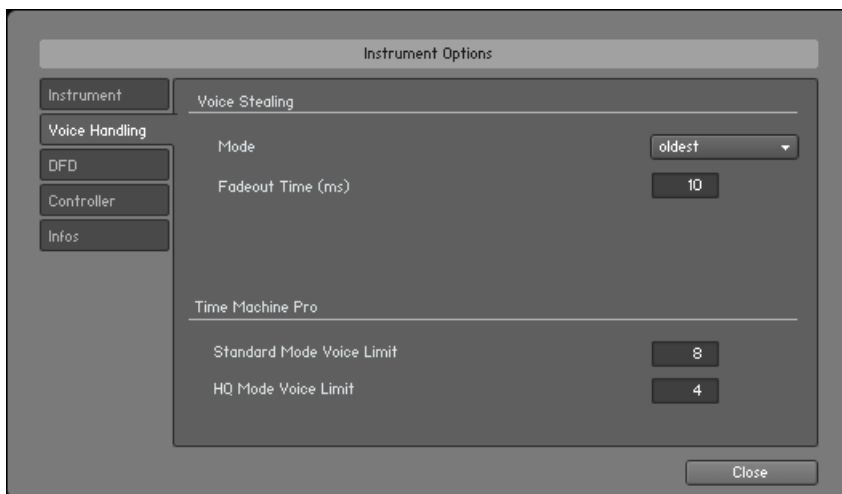 Instrument Options
Instrument
Voice Handling
DFD
Controller
Infos
Voice Stealing
Mode
oldest
Fadeout Time (ms)
10
Time Machine Pro
Standard Mode Voice Limit
8
HQ Mode Voice Limit
4
Close